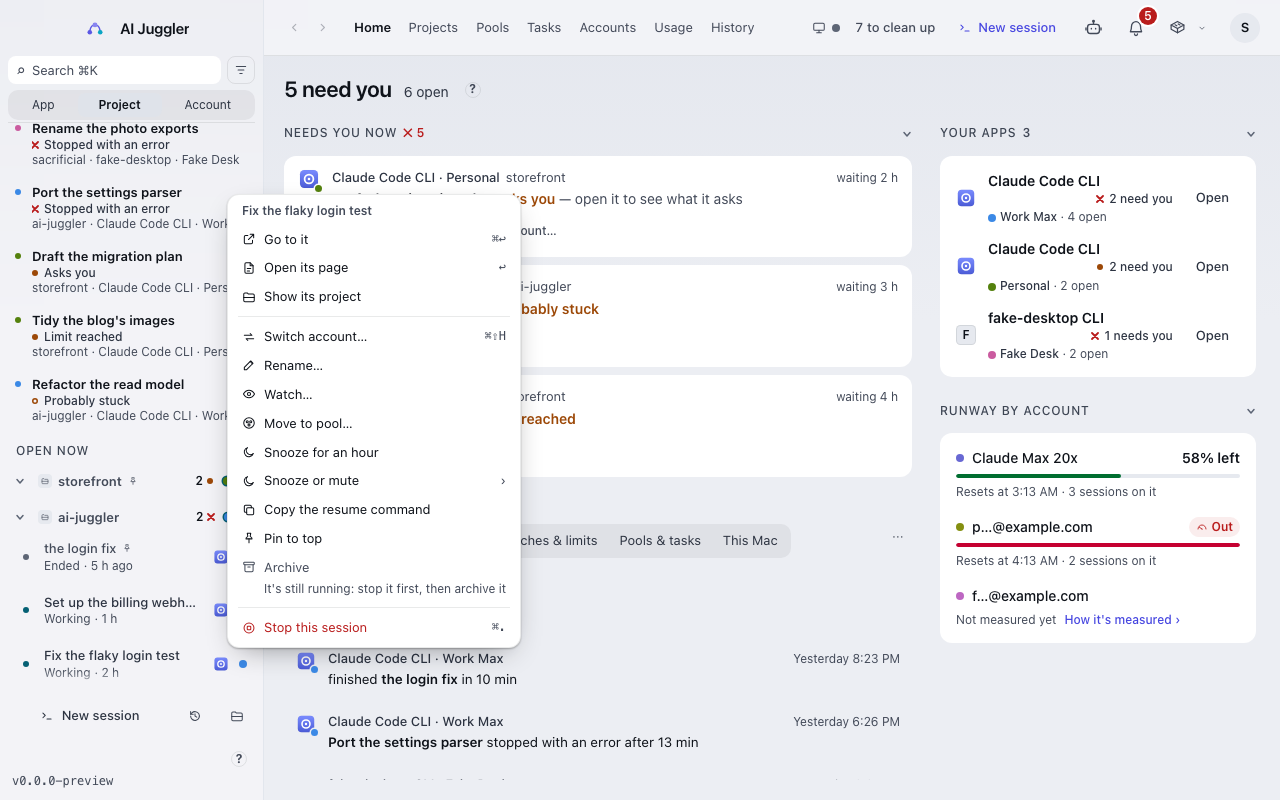 AI Juggler
Search ⌘K
App Project Account
Rename the photo exports
Stopped with an error
sacrificial · fake-desktop · Fake Desk
Port the settings parser
Stopped with an error
ai-juggler · Claude Code CLI ·
Draft the migration plan
Asks you
storefront · Claude Code CLI ·
Tidy the blog's images
Limit reached
storefront · Claude Code CLI ·
Refactor the read model
Probably stuck
ai-juggler · Claude Code CLI ·
OPEN NOW
storefront 2
ai-juggler 2
the login fix
Ended · 5 h ago
Set up the billing webh...
Working · 1 h
Fix the flaky login test
Working · 2 h
New session
?
v0.0.0-preview
Home Projects Pools Tasks Accounts Usage History
7 to clean up
New session
5
S
5 need you 6 open ?
NEEDS YOU NOW 5
Claude Code CLI · Personal storefront waiting 2 h
you — open it to see what it asks
waiting 3 h
stuck
waiting 4 h
reached
& limits Pools & tasks This Mac
...
Fix the flaky login test
Go to it ⌘↩
Open its page ↩
Show its project
Switch account... ⌘⇧H
Rename...
Watch...
Move to pool...
Snooze for an hour
Snooze or mute ›
Copy the resume command
Pin to top
Archive
It's still running: stop it first, then archive it
Stop this session ⌘.
Claude Code CLI · Work Max Yesterday 8:23 PM
finished the login fix in 10 min
Claude Code CLI · Work Max Yesterday 6:26 PM
Port the settings parser stopped with an error after 13 min
YOUR APPS 3
Claude Code CLI
2 need you
Work Max · 4 open
Open
Claude Code CLI
2 need you
Personal · 2 open
Open
F
fake-desktop CLI
1 needs you
Fake Desk · 2 open
Open
RUNWAY BY ACCOUNT
Claude Max 20x 58% left
Resets at 3:13 AM · 3 sessions on it
p...@example.com Out
Resets at 4:13 AM · 2 sessions on it
f...@example.com
Not measured yet How it's measured ›